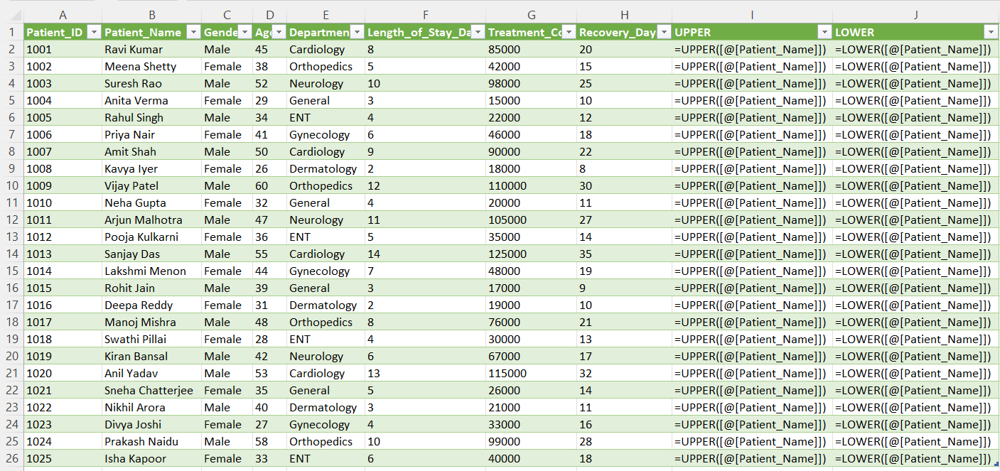 A B C D E F G H I J
1 Patient_ID Patient_Name Gende Age Departmen Length_of_Stay_Da Treatment_Co Recovery_Day UPPER LOWER
2 1001 Ravi Kumar Male 45 Cardiology 8 85000 20 =UPPER([@[Patient_Name]]) =LOWER([@[Patient_Name]])
3 1002 Meena Shetty Female 38 Orthopedics 5 42000 15 =UPPER([@[Patient_Name]]) =LOWER([@[Patient_Name]])
4 1003 Suresh Rao Male 52 Neurology 10 98000 25 =UPPER([@[Patient_Name]]) =LOWER([@[Patient_Name]])
5 1004 Anita Verma Female 29 General 3 15000 10 =UPPER([@[Patient_Name]]) =LOWER([@[Patient_Name]])
6 1005 Rahul Singh Male 34 ENT 4 22000 12 =UPPER([@[Patient_Name]]) =LOWER([@[Patient_Name]])
7 1006 Priya Nair Female 41 Gynecology 6 46000 18 =UPPER([@[Patient_Name]]) =LOWER([@[Patient_Name]])
8 1007 Amit Shah Male 50 Cardiology 9 90000 22 =UPPER([@[Patient_Name]]) =LOWER([@[Patient_Name]])
9 1008 Kavya Iyer Female 26 Dermatology 2 18000 8 =UPPER([@[Patient_Name]]) =LOWER([@[Patient_Name]])
10 1009 Vijay Patel Male 60 Orthopedics 12 110000 30 =UPPER([@[Patient_Name]]) =LOWER([@[Patient_Name]])
11 1010 Neha Gupta Female 32 General 4 20000 11 =UPPER([@[Patient_Name]]) =LOWER([@[Patient_Name]])
12 1011 Arjun Malhotra Male 47 Neurology 11 105000 27 =UPPER([@[Patient_Name]]) =LOWER([@[Patient_Name]])
13 1012 Pooja Kulkarni Female 36 ENT 5 35000 14 =UPPER([@[Patient_Name]]) =LOWER([@[Patient_Name]])
14 1013 Sanjay Das Male 55 Cardiology 14 125000 35 =UPPER([@[Patient_Name]]) =LOWER([@[Patient_Name]])
15 1014 Lakshmi Menon Female 44 Gynecology 7 48000 19 =UPPER([@[Patient_Name]]) =LOWER([@[Patient_Name]])
16 1015 Rohit Jain Male 39 General 3 17000 9 =UPPER([@[Patient_Name]]) =LOWER([@[Patient_Name]])
17 1016 Deepa Reddy Female 31 Dermatology 2 19000 10 =UPPER([@[Patient_Name]]) =LOWER([@[Patient_Name]])
18 1017 Manoj Mishra Male 48 Orthopedics 8 76000 21 =UPPER([@[Patient_Name]]) =LOWER([@[Patient_Name]])
19 1018 Swathi Pillai Female 28 ENT 4 30000 13 =UPPER([@[Patient_Name]]) =LOWER([@[Patient_Name]])
20 1019 Kiran Bansal Male 42 Neurology 6 67000 17 =UPPER([@[Patient_Name]]) =LOWER([@[Patient_Name]])
21 1020 Anil Yadav Male 53 Cardiology 13 115000 32 =UPPER([@[Patient_Name]]) =LOWER([@[Patient_Name]])
22 1021 Sneha Chatterjee Female 35 General 5 26000 14 =UPPER([@[Patient_Name]]) =LOWER([@[Patient_Name]])
23 1022 Nikhil Arora Male 40 Dermatology 3 21000 11 =UPPER([@[Patient_Name]]) =LOWER([@[Patient_Name]])
24 1023 Divya Joshi Female 27 Gynecology 4 33000 16 =UPPER([@[Patient_Name]]) =LOWER([@[Patient_Name]])
25 1024 Prakash Naidu Male 58 Orthopedics 10 99000 28 =UPPER([@[Patient_Name]]) =LOWER([@[Patient_Name]])
26 1025 Isha Kapoor Female 33 ENT 6 40000 18 =UPPER([@[Patient_Name]]) =LOWER([@[Patient_Name]])